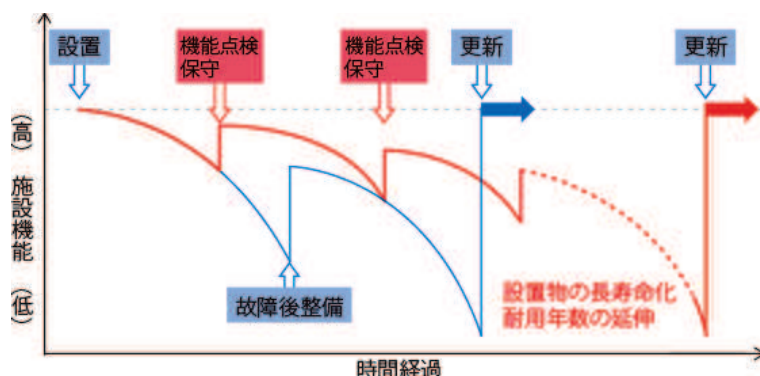 設置
機能点検
保守
機能点検
保守
更新
更新
(高)
施設機能
(低)
故障後整備
設置物の長寿命化
耐用年数の延伸
時間経過